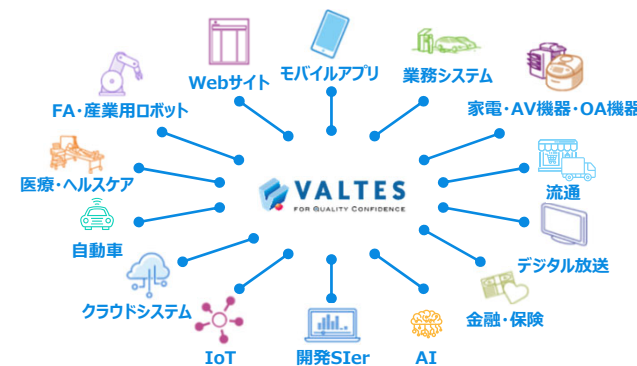 モバイルアプリ
Webサイト
業務システム
FA・産業用ロボット
家電・AV機器・OA機器
医療・ヘルスケア
流通
VALTES
FOR QUALITY CONFIDENCE
自動車
デジタル放送
クラウドシステム
金融・保険
IoT
開発SIer
AI